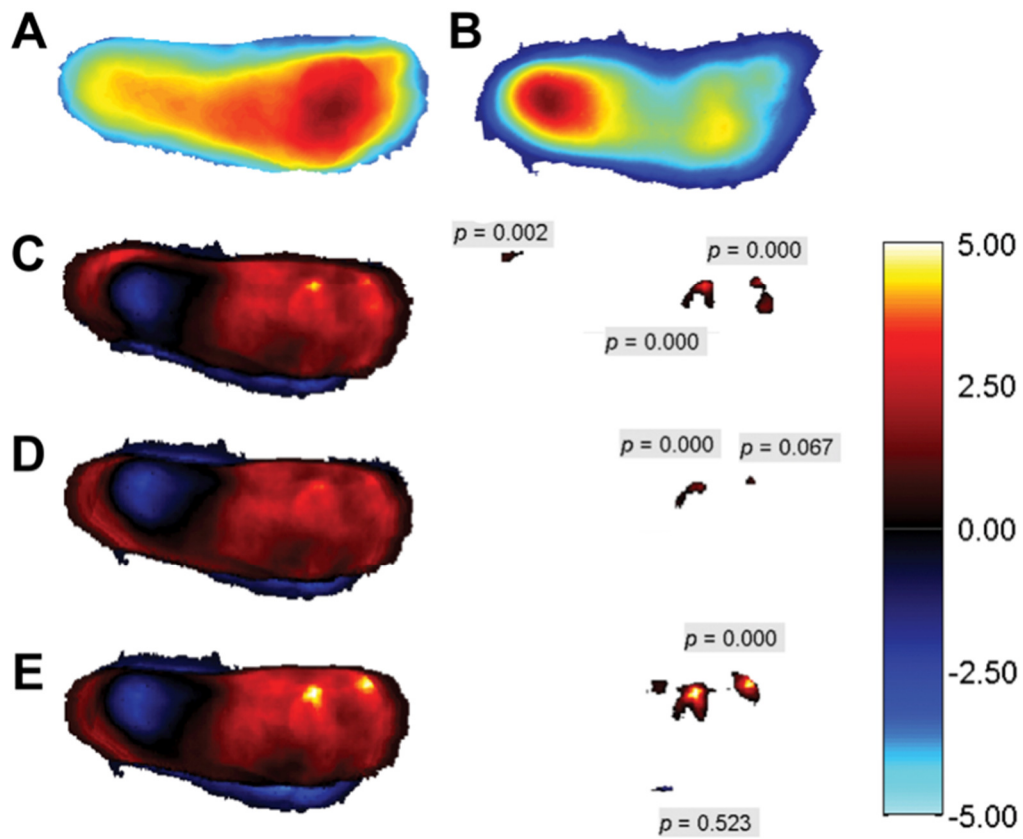 A
B
C
p = 0.002
p = 0.000
p = 0.000
D
p = 0.000
p = 0.067
E
p = 0.000
p = 0.523
5.00
2.50
0.00
-2.50
-5.00